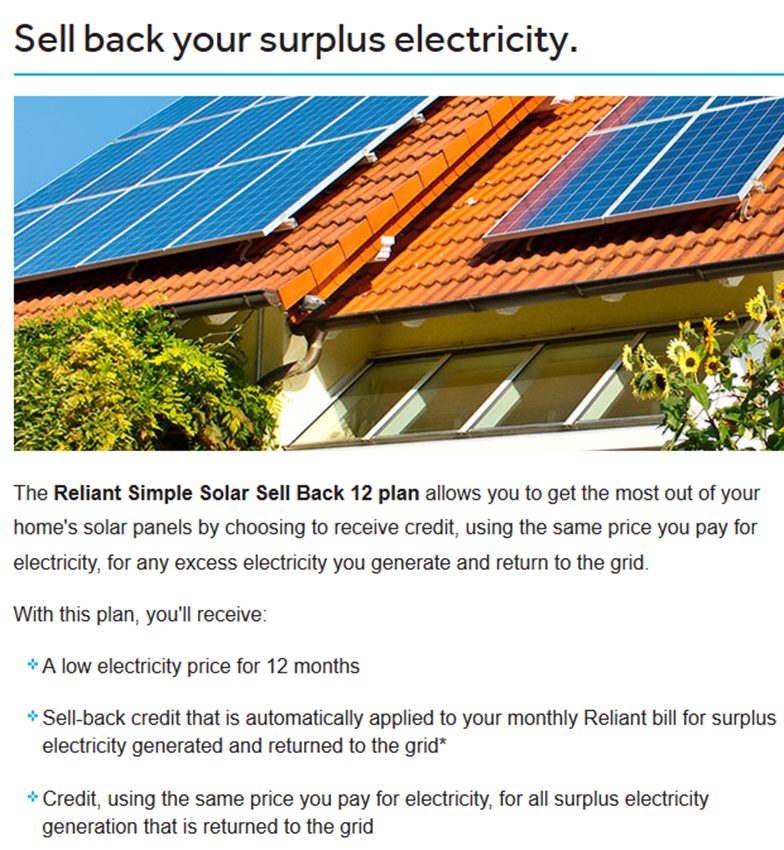 Sell back your surplus electricity.
The Reliant Simple Solar Sell Back 12 plan allows you to get the most out of your
home's solar panels by choosing to receive credit, using the same price you pay for
electricity, for any excess electricity you generate and return to the grid.
With this plan, you'll receive:
A low electricity price for 12 months
Sell-back credit that is automatically applied to your monthly Reliant bill for surplus
electricity generated and returned to the grid*
Credit, using the same price you pay for electricity, for all surplus electricity
generation that is returned to the grid